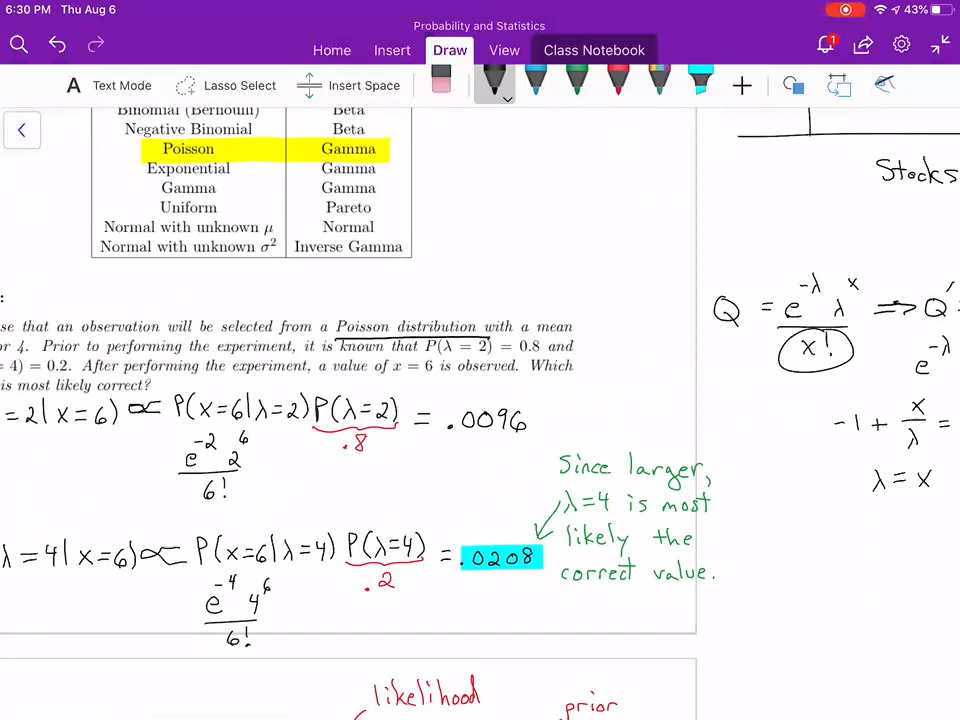 6:30 PM Thu Aug 6
43%
Probability and Statistics
Home Insert Draw View Class Notebook
1
A Text Mode Lasso Select Insert Space
Binomial (Bernoulli) Beta
Negative Binomial Beta
Poisson Gamma
Exponential Gamma
Gamma Gamma
Uniform Pareto
Normal with unknown μ Normal
Normal with unknown σ² Inverse Gamma
Stocks
:
se that an observation will be selected from a Poisson distribution with a mean
or 4. Prior to performing the experiment, it is known that P(λ = 2) = 0.8 and
= 4) = 0.2. After performing the experiment, a value of x = 6 is observed. Which
is most likely correct?
= 2 | x = 6) ∝ P(x=6 | λ=2) P(λ=2) = .0096
.8
e^-2 2^6
6!
λ = 4 | x = 6) ∝ P(x=6 | λ=4) P(λ=4) = .0208
.2
e^-4 4^6
6!
Since larger,
λ=4 is most
likely the
correct value.
Q = e^-λ λ^x ⇒ Q' =
x!
e^-λ
-1 + x/λ =
λ = x
likelihood
prior